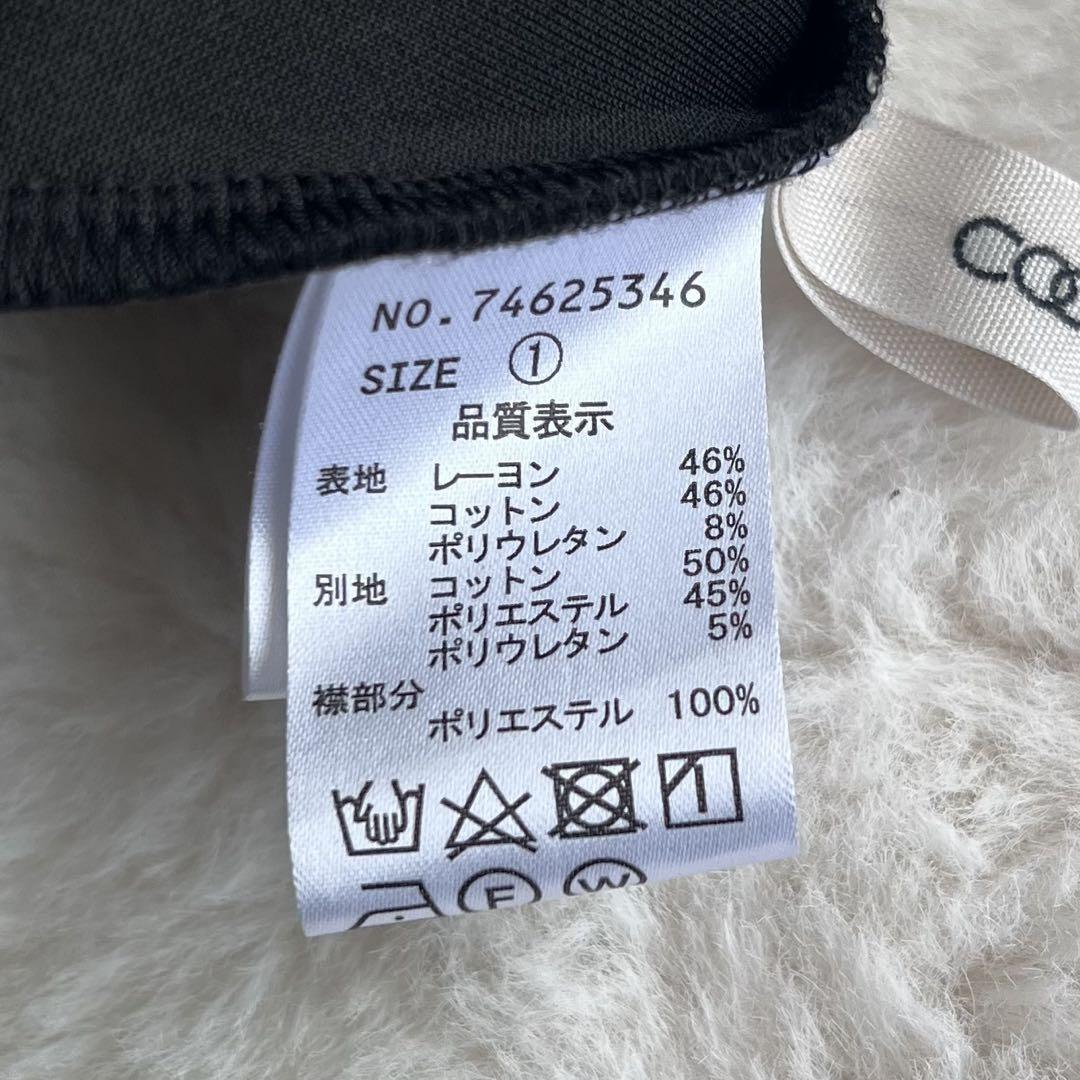 NO. 74625346
SIZE ①
品質表示
表地 レーヨン 46%
コットン 46%
ポリウレタン 8%
別地 コットン 50%
ポリエステル 45%
ポリウレタン 5%
襟部分 ポリエステル 100%
F W